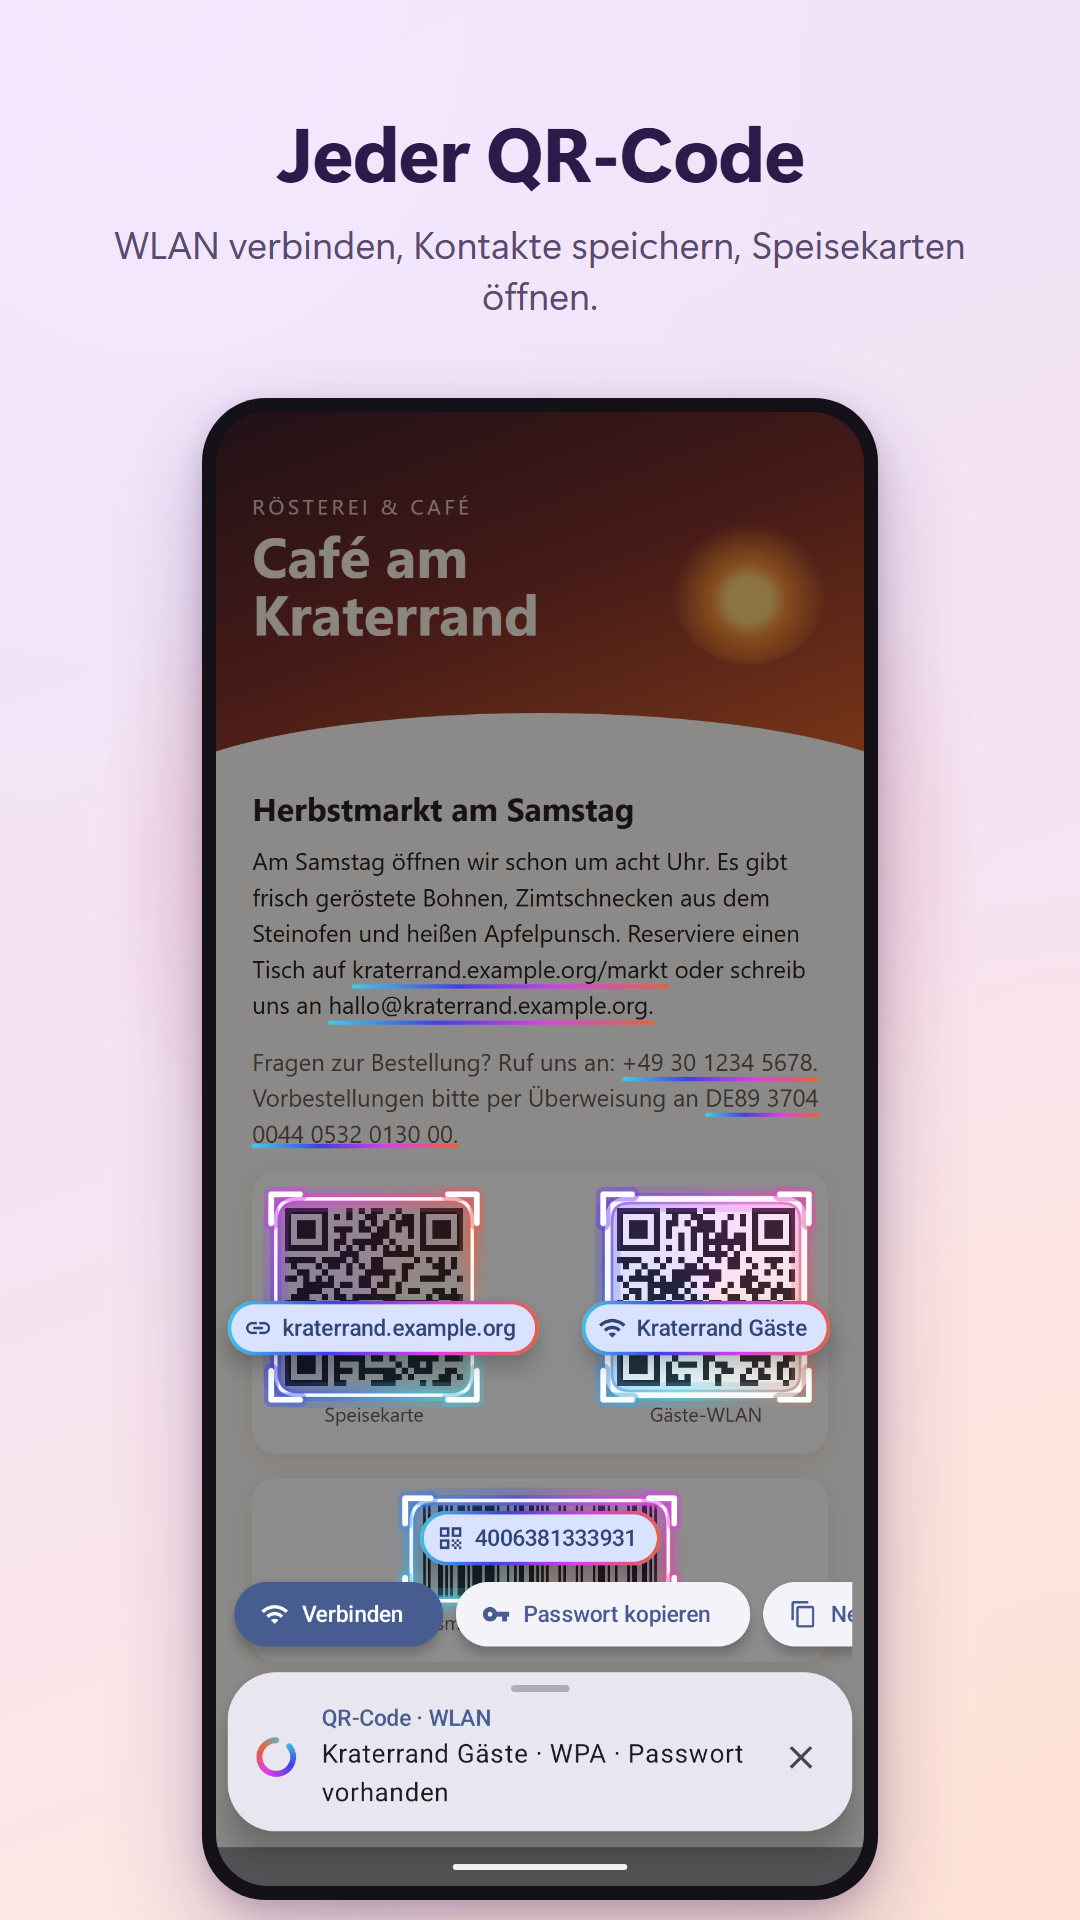 Jeder QR-Code
WLAN verbinden, Kontakte speichern, Speisekarten
öffnen.
RÖSTEREI & CAFÉ
Café am
Kraterrand
Herbstmarkt am Samstag
Am Samstag öffnen wir schon um acht Uhr. Es gibt
frisch geröstete Bohnen, Zimtschnecken aus dem
Steinofen und heißen Apfelpunsch. Reserviere einen
Tisch auf kraterrand.example.org/markt oder schreib
uns an hallo@kraterrand.example.org.
Fragen zur Bestellung? Ruf uns an: +49 30 1234 5678.
Vorbestellungen bitte per Überweisung an DE89 3704
0044 0532 0130 00.
kraterrand.example.org
Kraterrand Gäste
Speisekarte
Gäste-WLAN
4006381333931
Verbinden
Passwort kopieren
QR-Code · WLAN
Kraterrand Gäste · WPA · Passwort
vorhanden